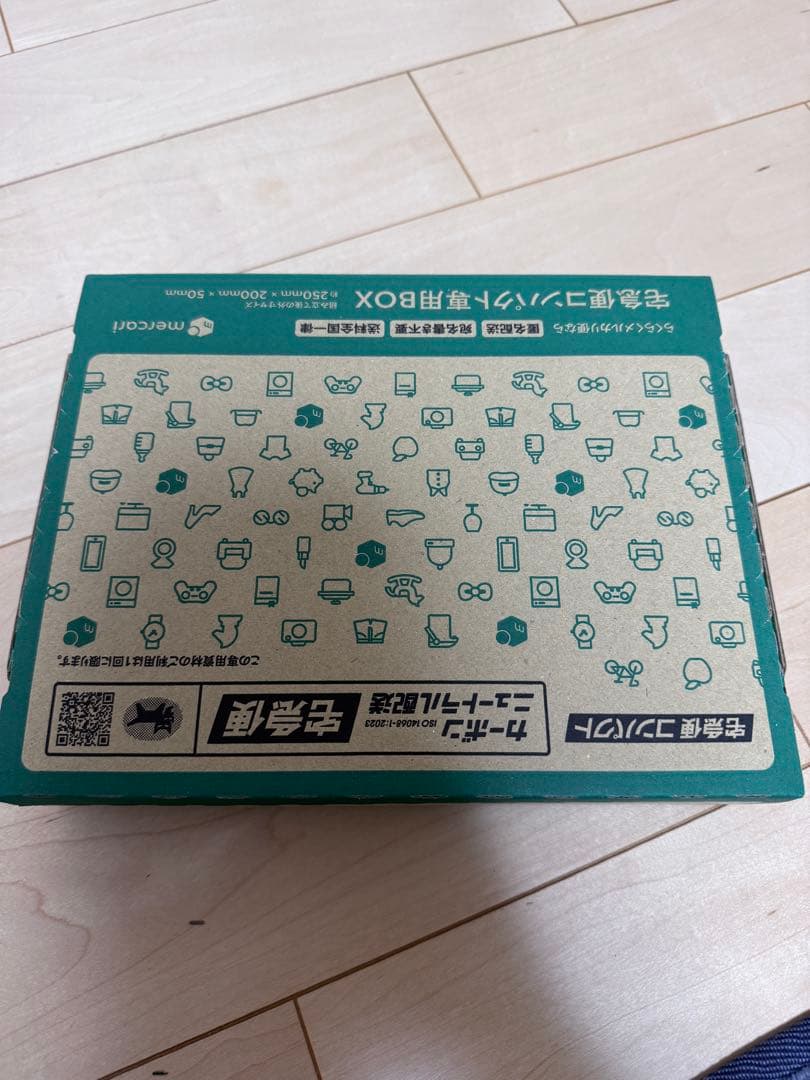 宅急便 コンパクト
カーボン
ニュートラル配送
ISO 14068-1:2023
宅急便
この専用資材のご利用は1回に限ります。
らくらくメルカリ便なら 匿名配送 宛名書き不要 送料全国一律
mercari
宅急便コンパクト専用BOX
組み立て後の外寸サイズ
約250mm × 200mm × 50mm